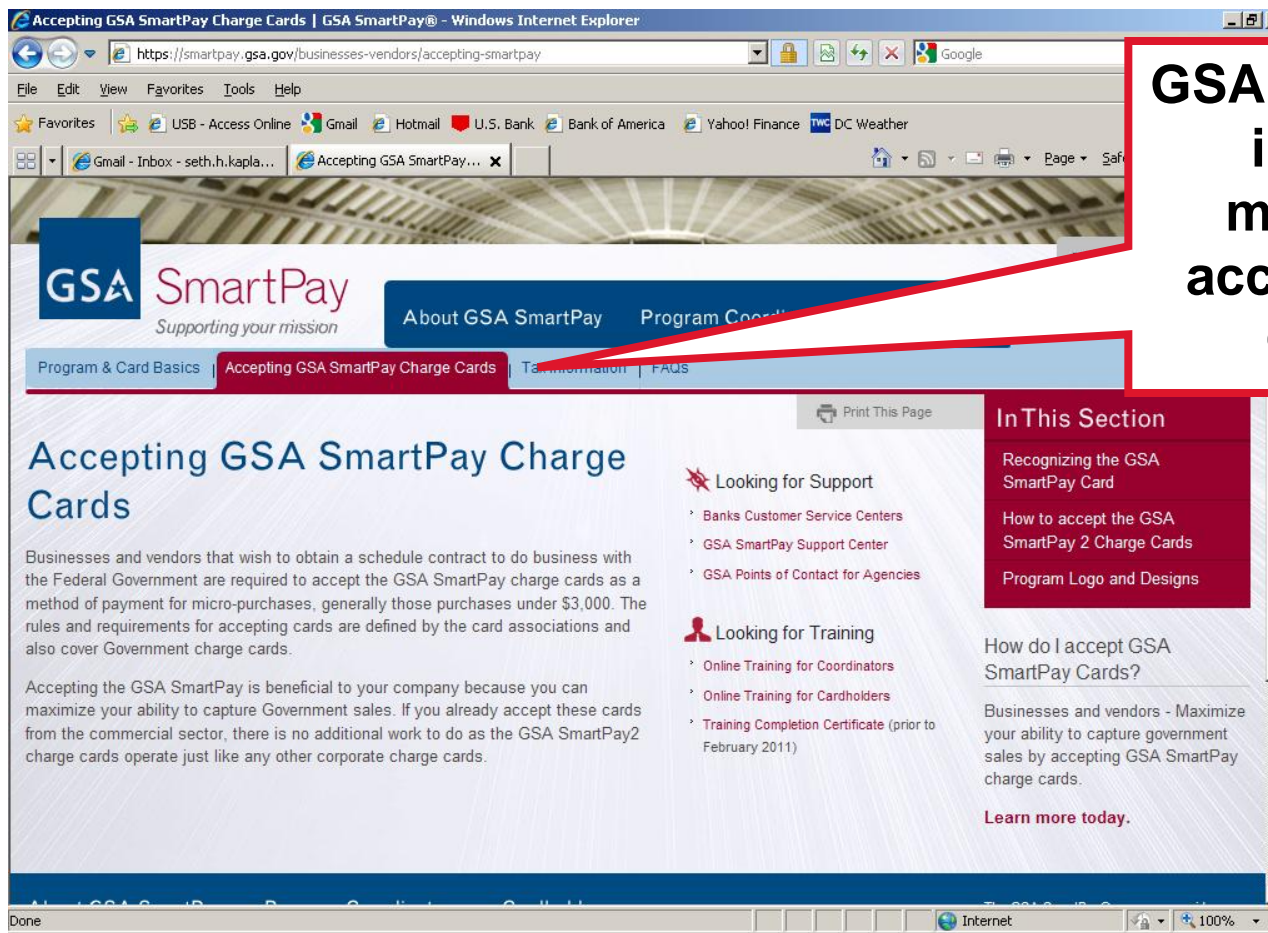 Accepting GSA SmartPay Charge Cards | GSA SmartPay® - Windows Internet Explorer
https://smartpay.gsa.gov/businesses-vendors/accepting-smartpay
Google
File Edit View Favorites Tools Help
Favorites USB - Access Online Gmail Hotmail U.S. Bank Bank of America Yahoo! Finance TWC DC Weather
Gmail - Inbox - seth.h.kapla... Accepting GSA SmartPay... Page
GSA
GSA SmartPay
Supporting your mission
About GSA SmartPay Program
Program & Card Basics | Accepting GSA SmartPay Charge Cards | Information | FAQs
Print This Page
Accepting GSA SmartPay Charge
Cards
Businesses and vendors that wish to obtain a schedule contract to do business with
the Federal Government are required to accept the GSA SmartPay charge cards as a
method of payment for micro-purchases, generally those purchases under $3,000. The
rules and requirements for accepting cards are defined by the card associations and
also cover Government charge cards.
Accepting the GSA SmartPay is beneficial to your company because you can
maximize your ability to capture Government sales. If you already accept these cards
from the commercial sector, there is no additional work to do as the GSA SmartPay2
charge cards operate just like any other corporate charge cards.
Looking for Support
Banks Customer Service Centers
GSA SmartPay Support Center
GSA Points of Contact for Agencies
Looking for Training
Online Training for Coordinators
Online Training for Cardholders
Training Completion Certificate (prior to
February 2011)
In This Section
Recognizing the GSA
SmartPay Card
How to accept the GSA
SmartPay 2 Charge Cards
Program Logo and Designs
How do I accept GSA
SmartPay Cards?
Businesses and vendors - Maximize
your ability to capture government
sales by accepting GSA SmartPay
charge cards.
Learn more today.
Done Internet 100%